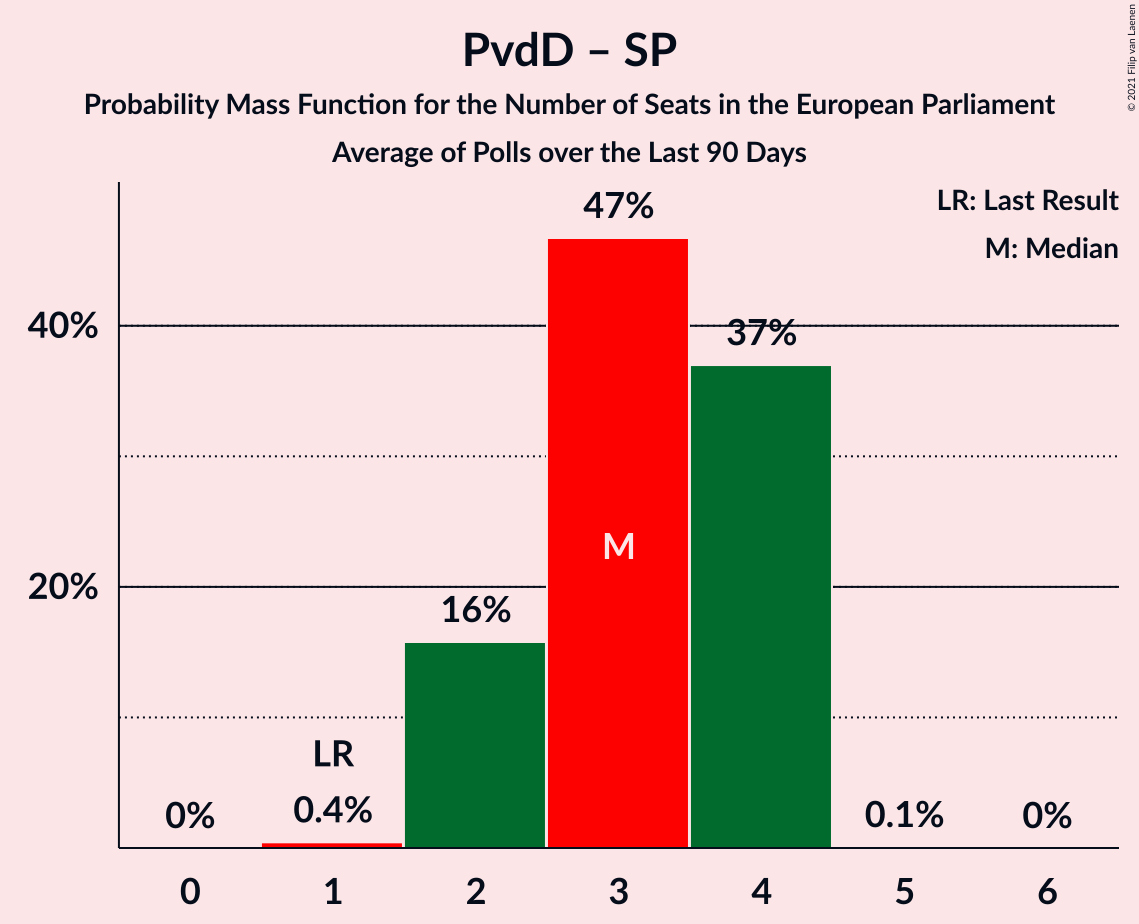 PvdD – SP
Probability Mass Function for the Number of Seats in the European Parliament
Average of Polls over the Last 90 Days
© 2021 Filip van Laenen
LR: Last Result
M: Median
40%
20%
0%
LR
0.4%
16%
47%
M
37%
0.1%
0%
0 1 2 3 4 5 6